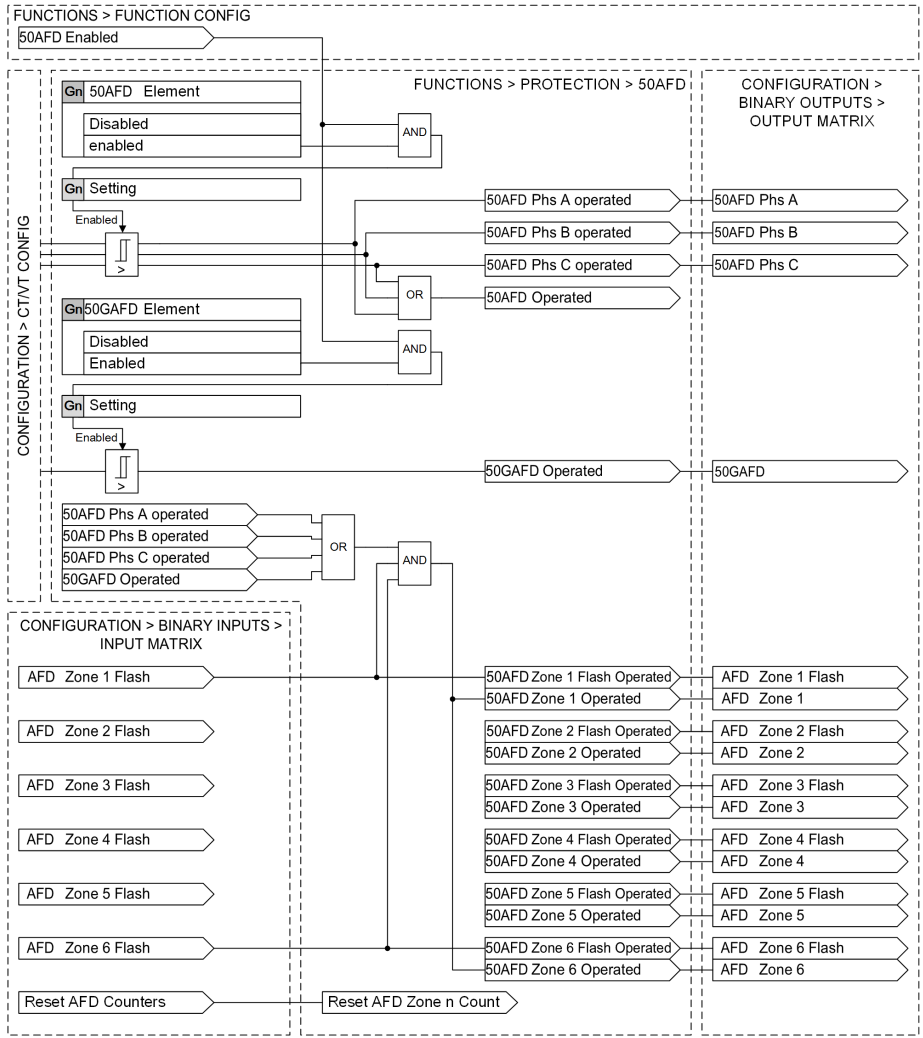 FUNCTIONS > FUNCTION CONFIG
50AFD Enabled
CONFIGURATION > CT/VT CONFIG
FUNCTIONS > PROTECTION > 50AFD
CONFIGURATION >
BINARY OUTPUTS >
OUTPUT MATRIX
Gn 50AFD Element
Disabled
enabled
AND
Gn Setting
Enabled
>
50AFD Phs A operated
50AFD Phs A
50AFD Phs B operated
50AFD Phs B
50AFD Phs C operated
50AFD Phs C
OR
50AFD Operated
Gn 50GAFD Element
Disabled
Enabled
AND
Gn Setting
Enabled
>
50GAFD Operated
50GAFD
50AFD Phs A operated
50AFD Phs B operated
50AFD Phs C operated
50GAFD Operated
OR
AND
CONFIGURATION > BINARY INPUTS >
INPUT MATRIX
AFD Zone 1 Flash
50AFD Zone 1 Flash Operated
AFD Zone 1 Flash
50AFD Zone 1 Operated
AFD Zone 1
AFD Zone 2 Flash
50AFD Zone 2 Flash Operated
AFD Zone 2 Flash
50AFD Zone 2 Operated
AFD Zone 2
AFD Zone 3 Flash
50AFD Zone 3 Flash Operated
AFD Zone 3 Flash
50AFD Zone 3 Operated
AFD Zone 3
AFD Zone 4 Flash
50AFD Zone 4 Flash Operated
AFD Zone 4 Flash
50AFD Zone 4 Operated
AFD Zone 4
AFD Zone 5 Flash
50AFD Zone 5 Flash Operated
AFD Zone 5 Flash
50AFD Zone 5 Operated
AFD Zone 5
AFD Zone 6 Flash
50AFD Zone 6 Flash Operated
AFD Zone 6 Flash
50AFD Zone 6 Operated
AFD Zone 6
Reset AFD Counters
Reset AFD Zone n Count